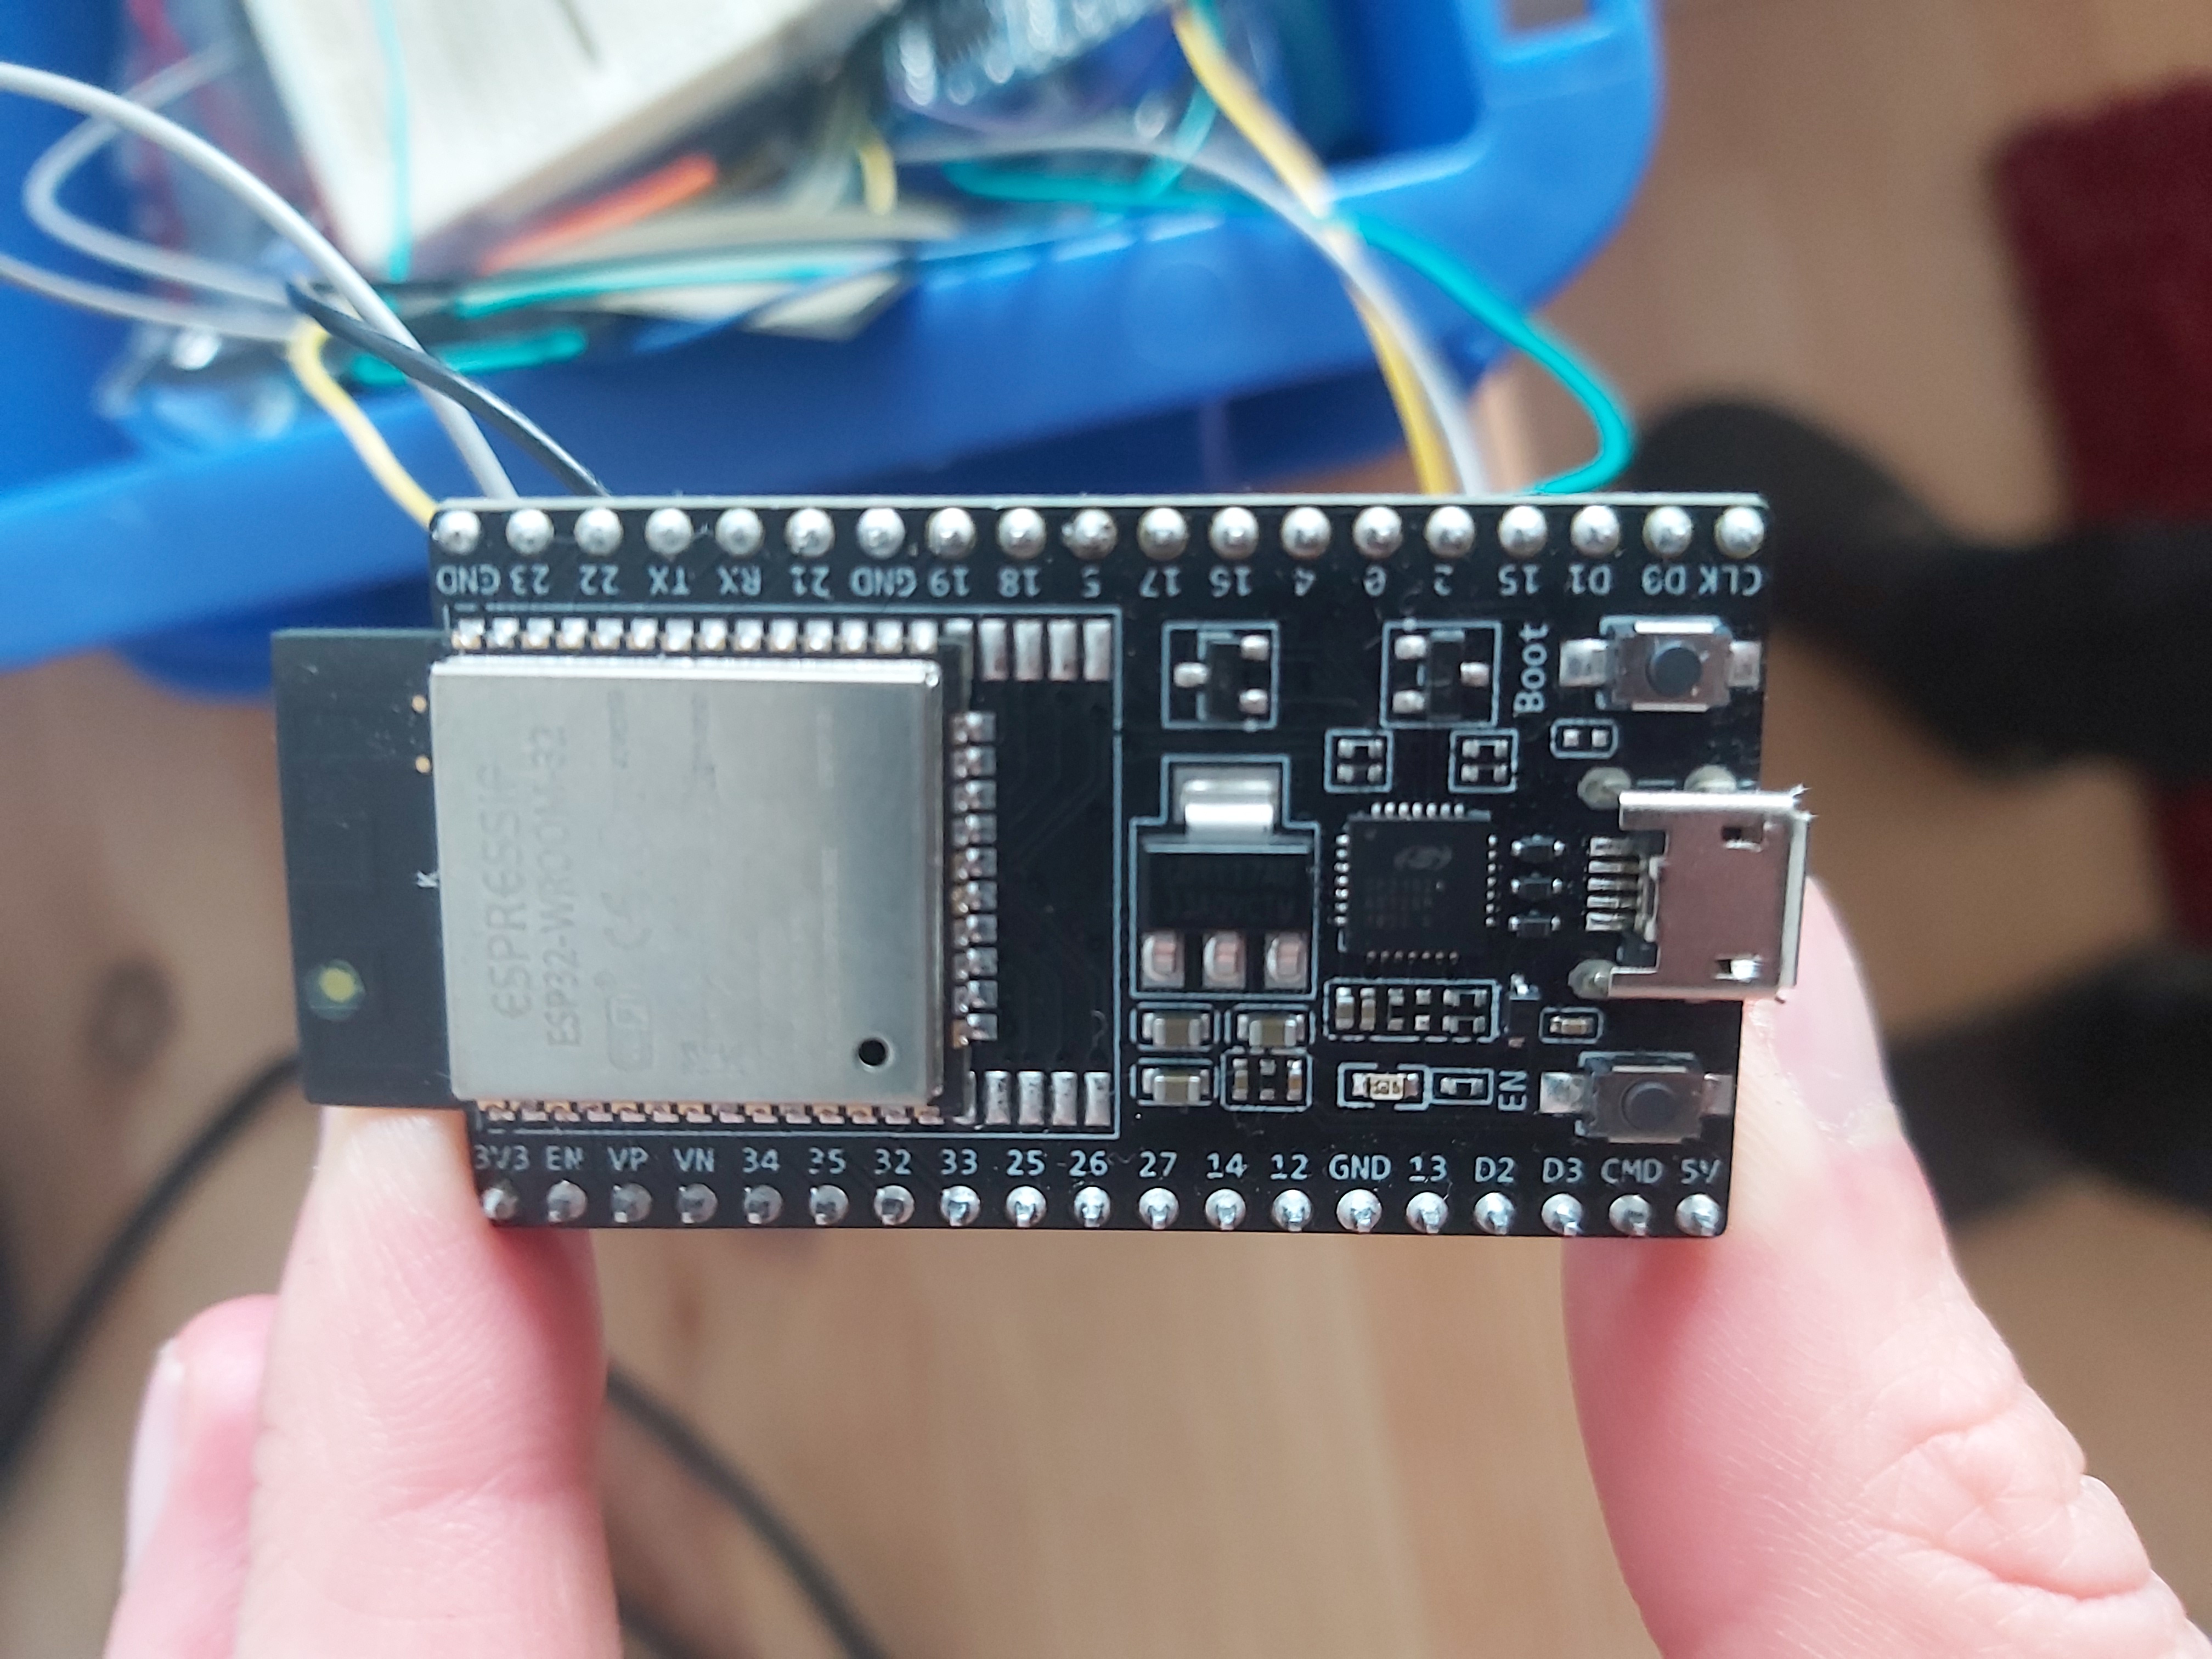 K
ESPRESSIF
ESP32-WROOM-32
CE
3V3
EN
VP
VN
34
35
32
33
25
26
27
14
12
GND
13
D2
D3
CMD
5V
GND
23
22
TX
RX
21
GND
19
18
5
17
16
4
0
2
15
D1
D0
CLK
EN
Boot